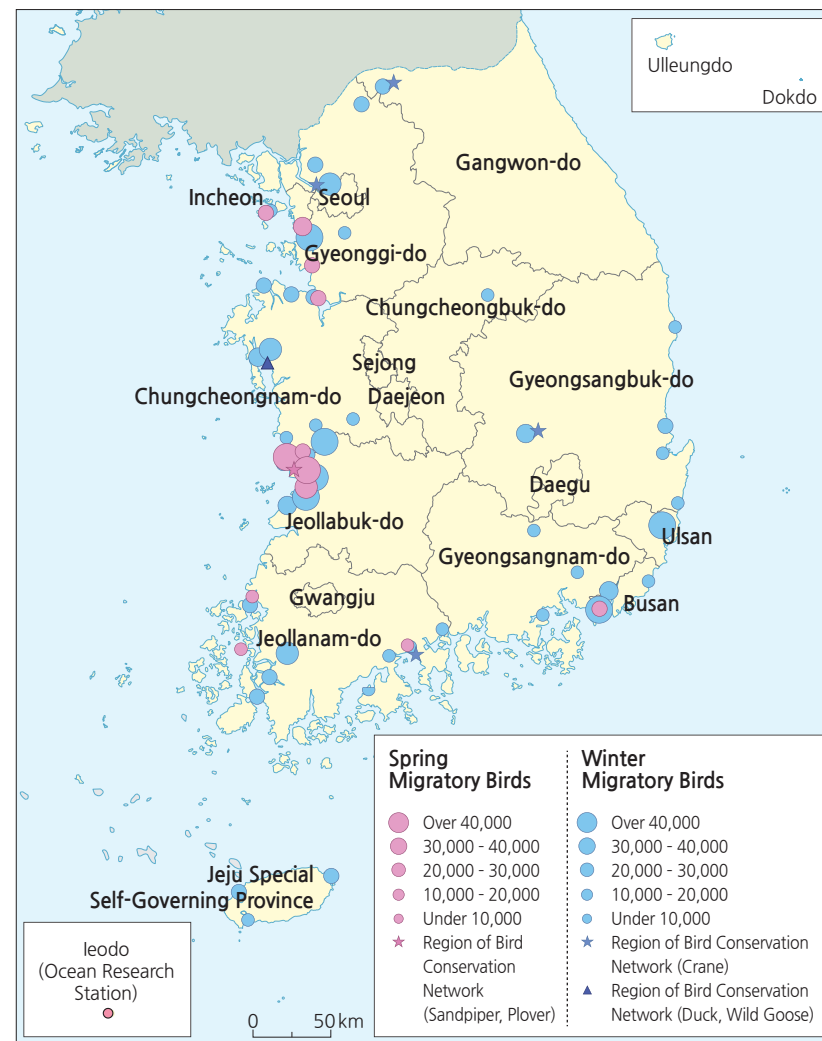 Ulleungdo
Dokdo
Gangwon-do
Incheon
Seoul
Gyeonggi-do
Chungcheongbuk-do
Sejong
Gyeongsangbuk-do
Chungcheongnam-do
Daejeon
Daegu
Jeollabuk-do
Ulsan
Gyeongsangnam-do
Gwangju
Busan
Jeollanam-do
Jeju Special
Self-Governing Province
Ieodo
(Ocean Research
Station)
0 50 km
Spring
Migratory Birds
Over 40,000
30,000 - 40,000
20,000 - 30,000
10,000 - 20,000
Under 10,000
Region of Bird
Conservation
Network
(Sandpiper, Plover)
Winter
Migratory Birds
Over 40,000
30,000 - 40,000
20,000 - 30,000
10,000 - 20,000
Under 10,000
Region of Bird Conservation
Network (Crane)
Region of Bird Conservation
Network (Duck, Wild Goose)